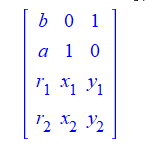 b 0 1
a 1 0
r₁ x₁ y₁
r₂ x₂ y₂